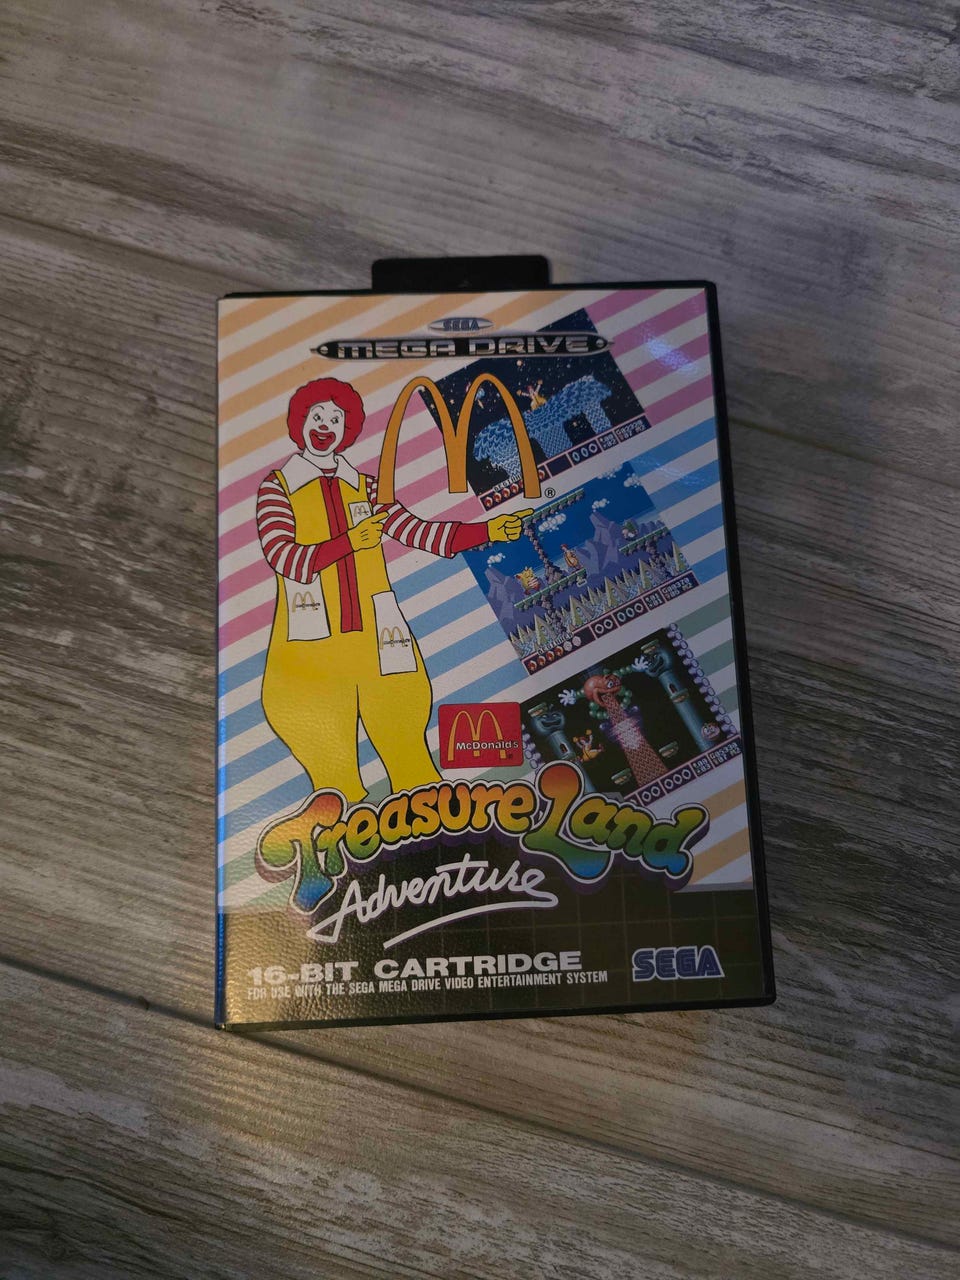 SEGA
MEGA DRIVE
®
McDonald's
®
Treasure Land
Adventure
16-BIT CARTRIDGE
FOR USE WITH THE SEGA MEGA DRIVE VIDEO ENTERTAINMENT SYSTEM
SEGA